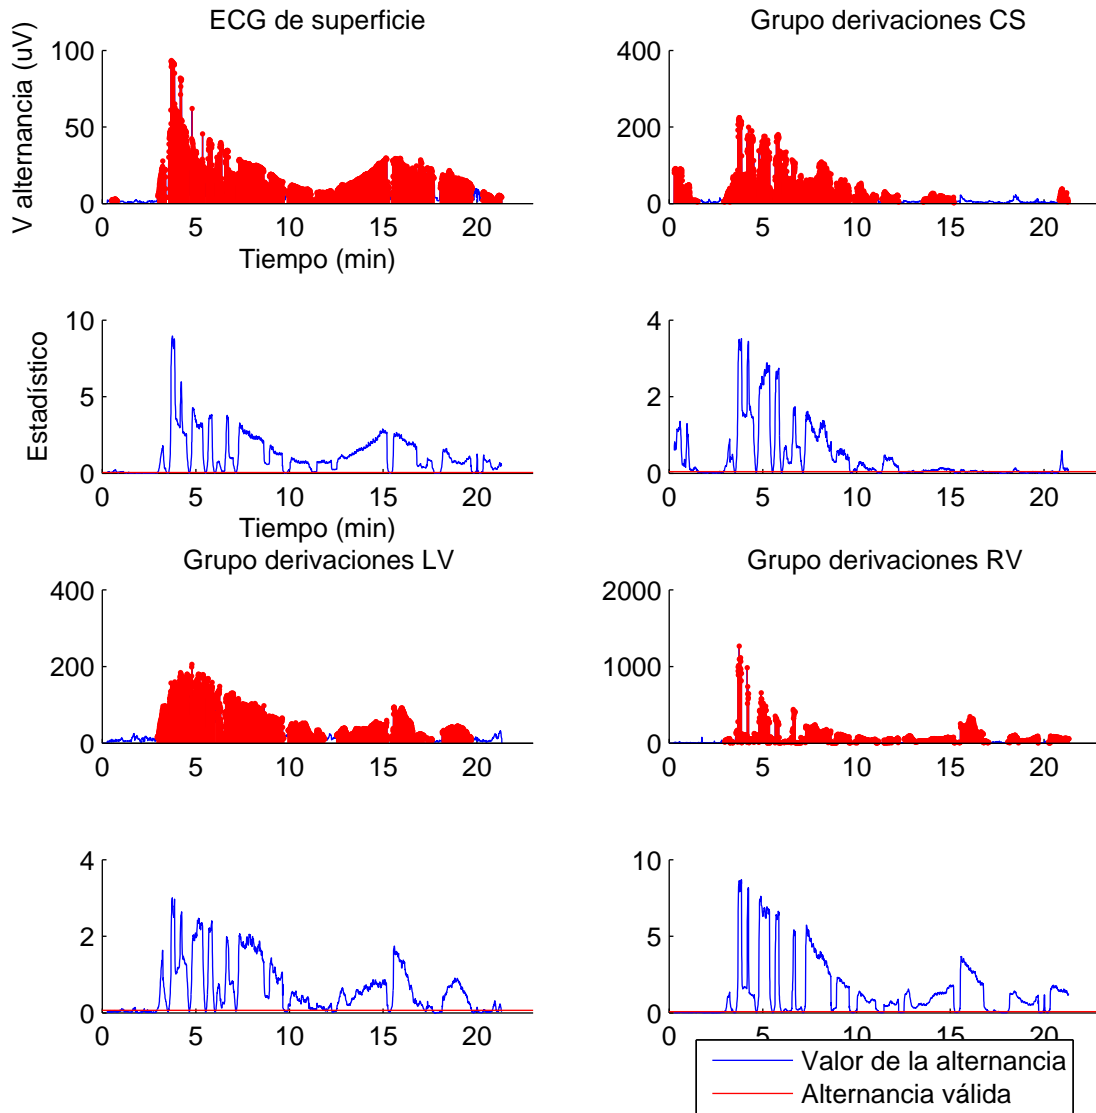 ECG de superficie
V alternancia (uV)
100
50
0
0 5 10 15 20
Tiempo (min)
Grupo derivaciones CS
400
200
0
0 5 10 15 20
Estadístico
10
5
0
0 5 10 15 20
Tiempo (min)
4
2
0
0 5 10 15 20
Grupo derivaciones LV
400
200
0
0 5 10 15 20
Grupo derivaciones RV
2000
1000
0
0 5 10 15 20
4
2
0
0 5 10 15 20
10
5
0
0 5 10 15 20
Valor de la alternancia
Alternancia válida